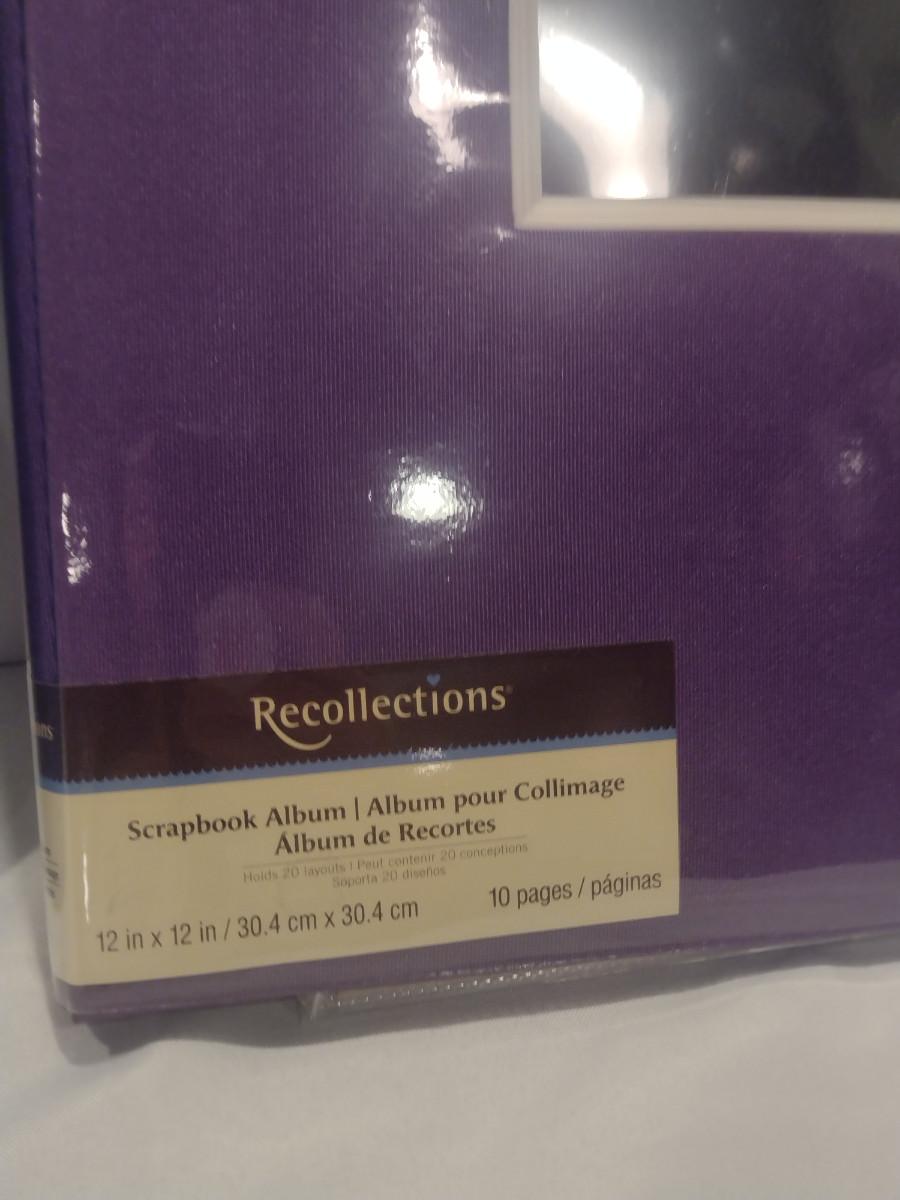 Recollections®
Scrapbook Album | Album pour Collimage
Álbum de Recortes
Holds 20 layouts | Peut contenir 20 conceptions
Soporta 20 diseños
12 in x 12 in / 30.4 cm x 30.4 cm
10 pages / páginas